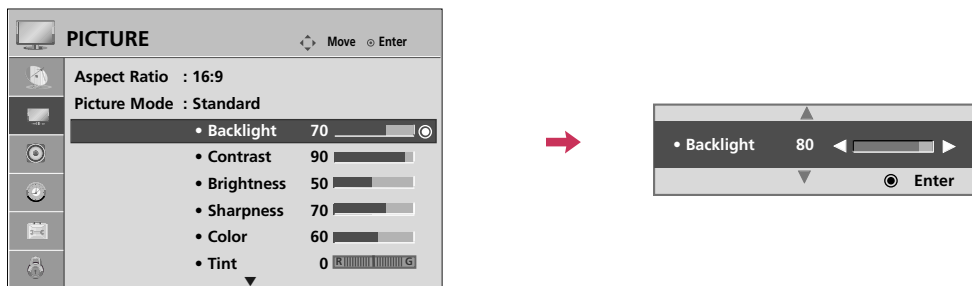 PICTURE Move Enter
Aspect Ratio : 16:9
Picture Mode : Standard
• Backlight 70
• Contrast 90
• Brightness 50
• Sharpness 70
• Color 60
• Tint 0 R G
• Backlight 80
Enter